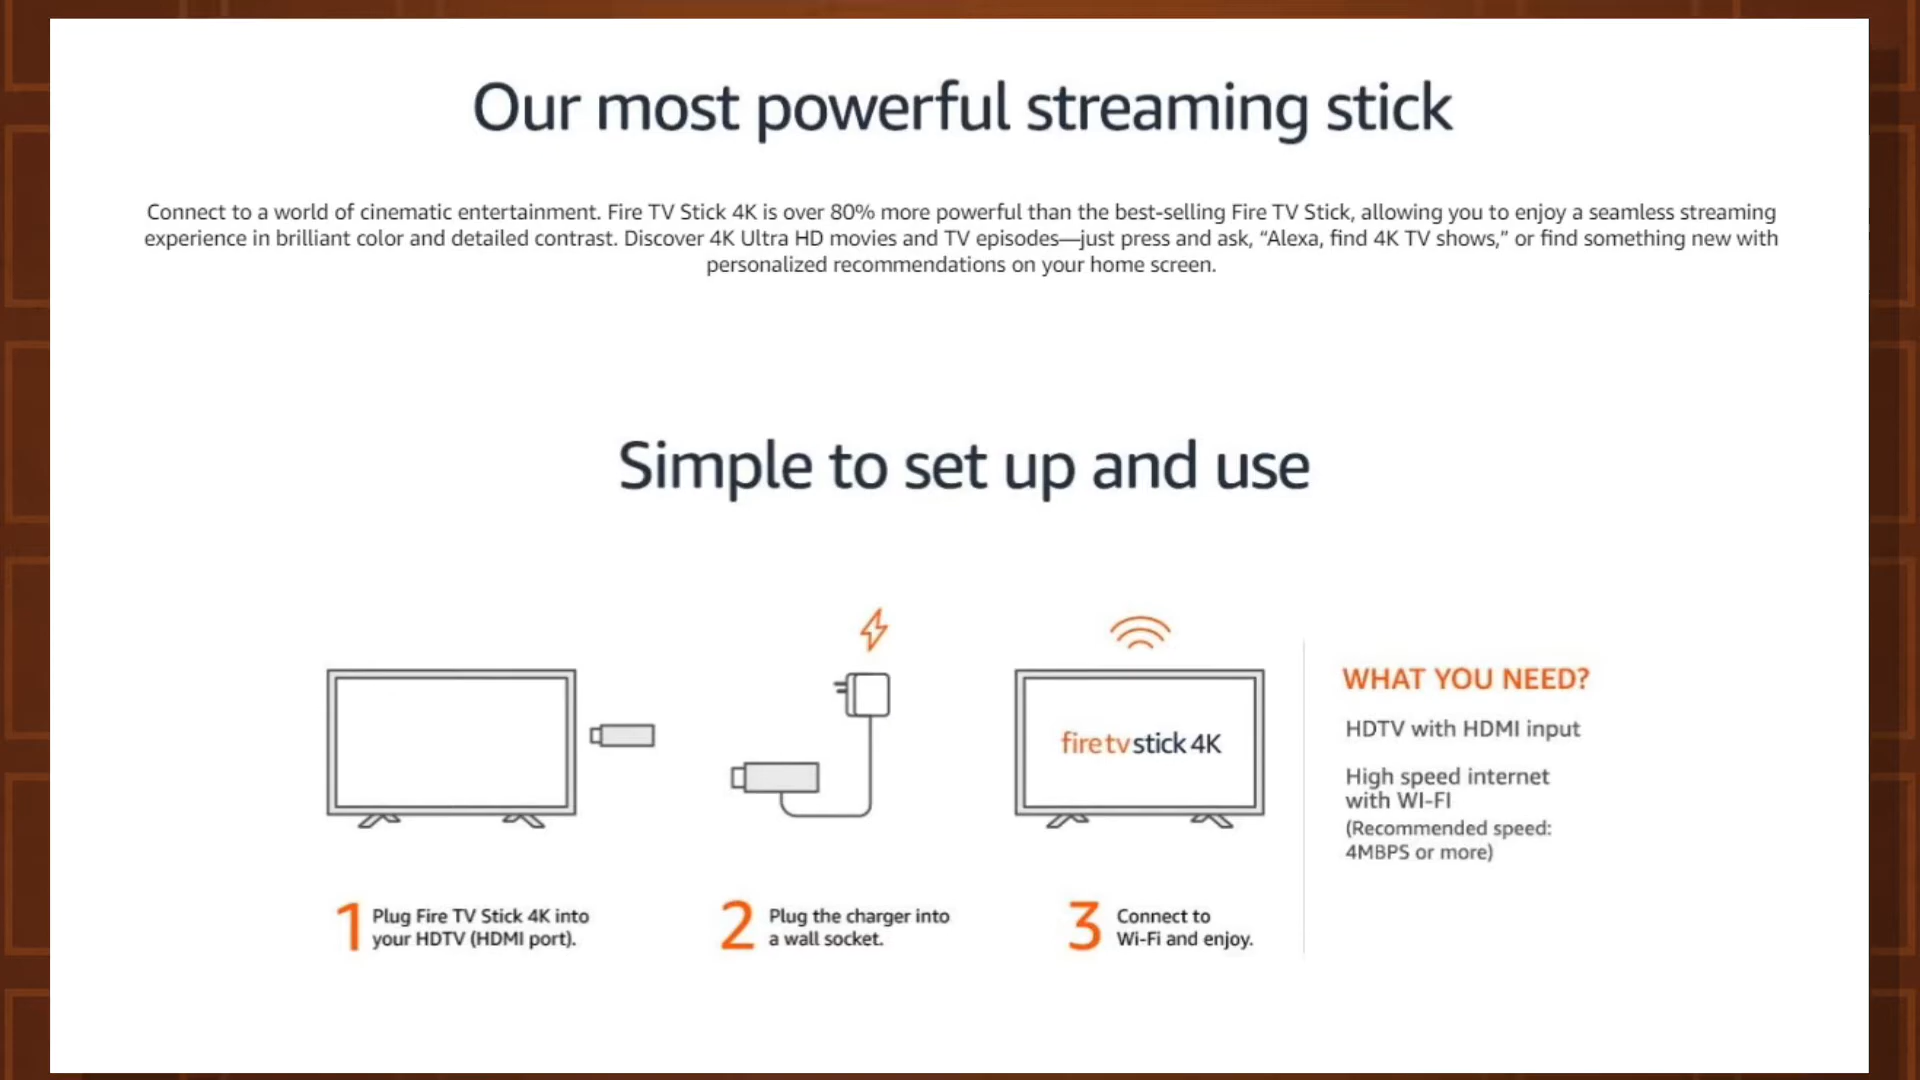 Our most powerful streaming stick
Connect to a world of cinematic entertainment. Fire TV Stick 4K is over 80% more powerful than the best-selling Fire TV Stick, allowing you to enjoy a seamless streaming
experience in brilliant color and detailed contrast. Discover 4K Ultra HD movies and TV episodes—just press and ask, “Alexa, find 4K TV shows,” or find something new with
personalized recommendations on your home screen.
Simple to set up and use
firetvstick 4K
1 Plug Fire TV Stick 4K into
your HDTV (HDMI port).
2 Plug the charger into
a wall socket.
3 Connect to
Wi-Fi and enjoy.
WHAT YOU NEED?
HDTV with HDMI input
High speed internet
with WI-FI
(Recommended speed:
4MBPS or more)